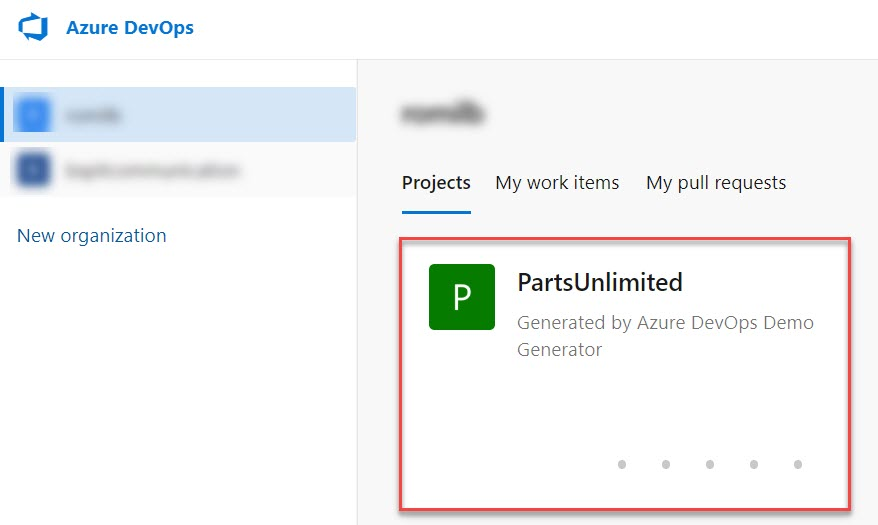 Azure DevOps
New organization
Projects My work items My pull requests
P
PartsUnlimited
Generated by Azure DevOps Demo
Generator